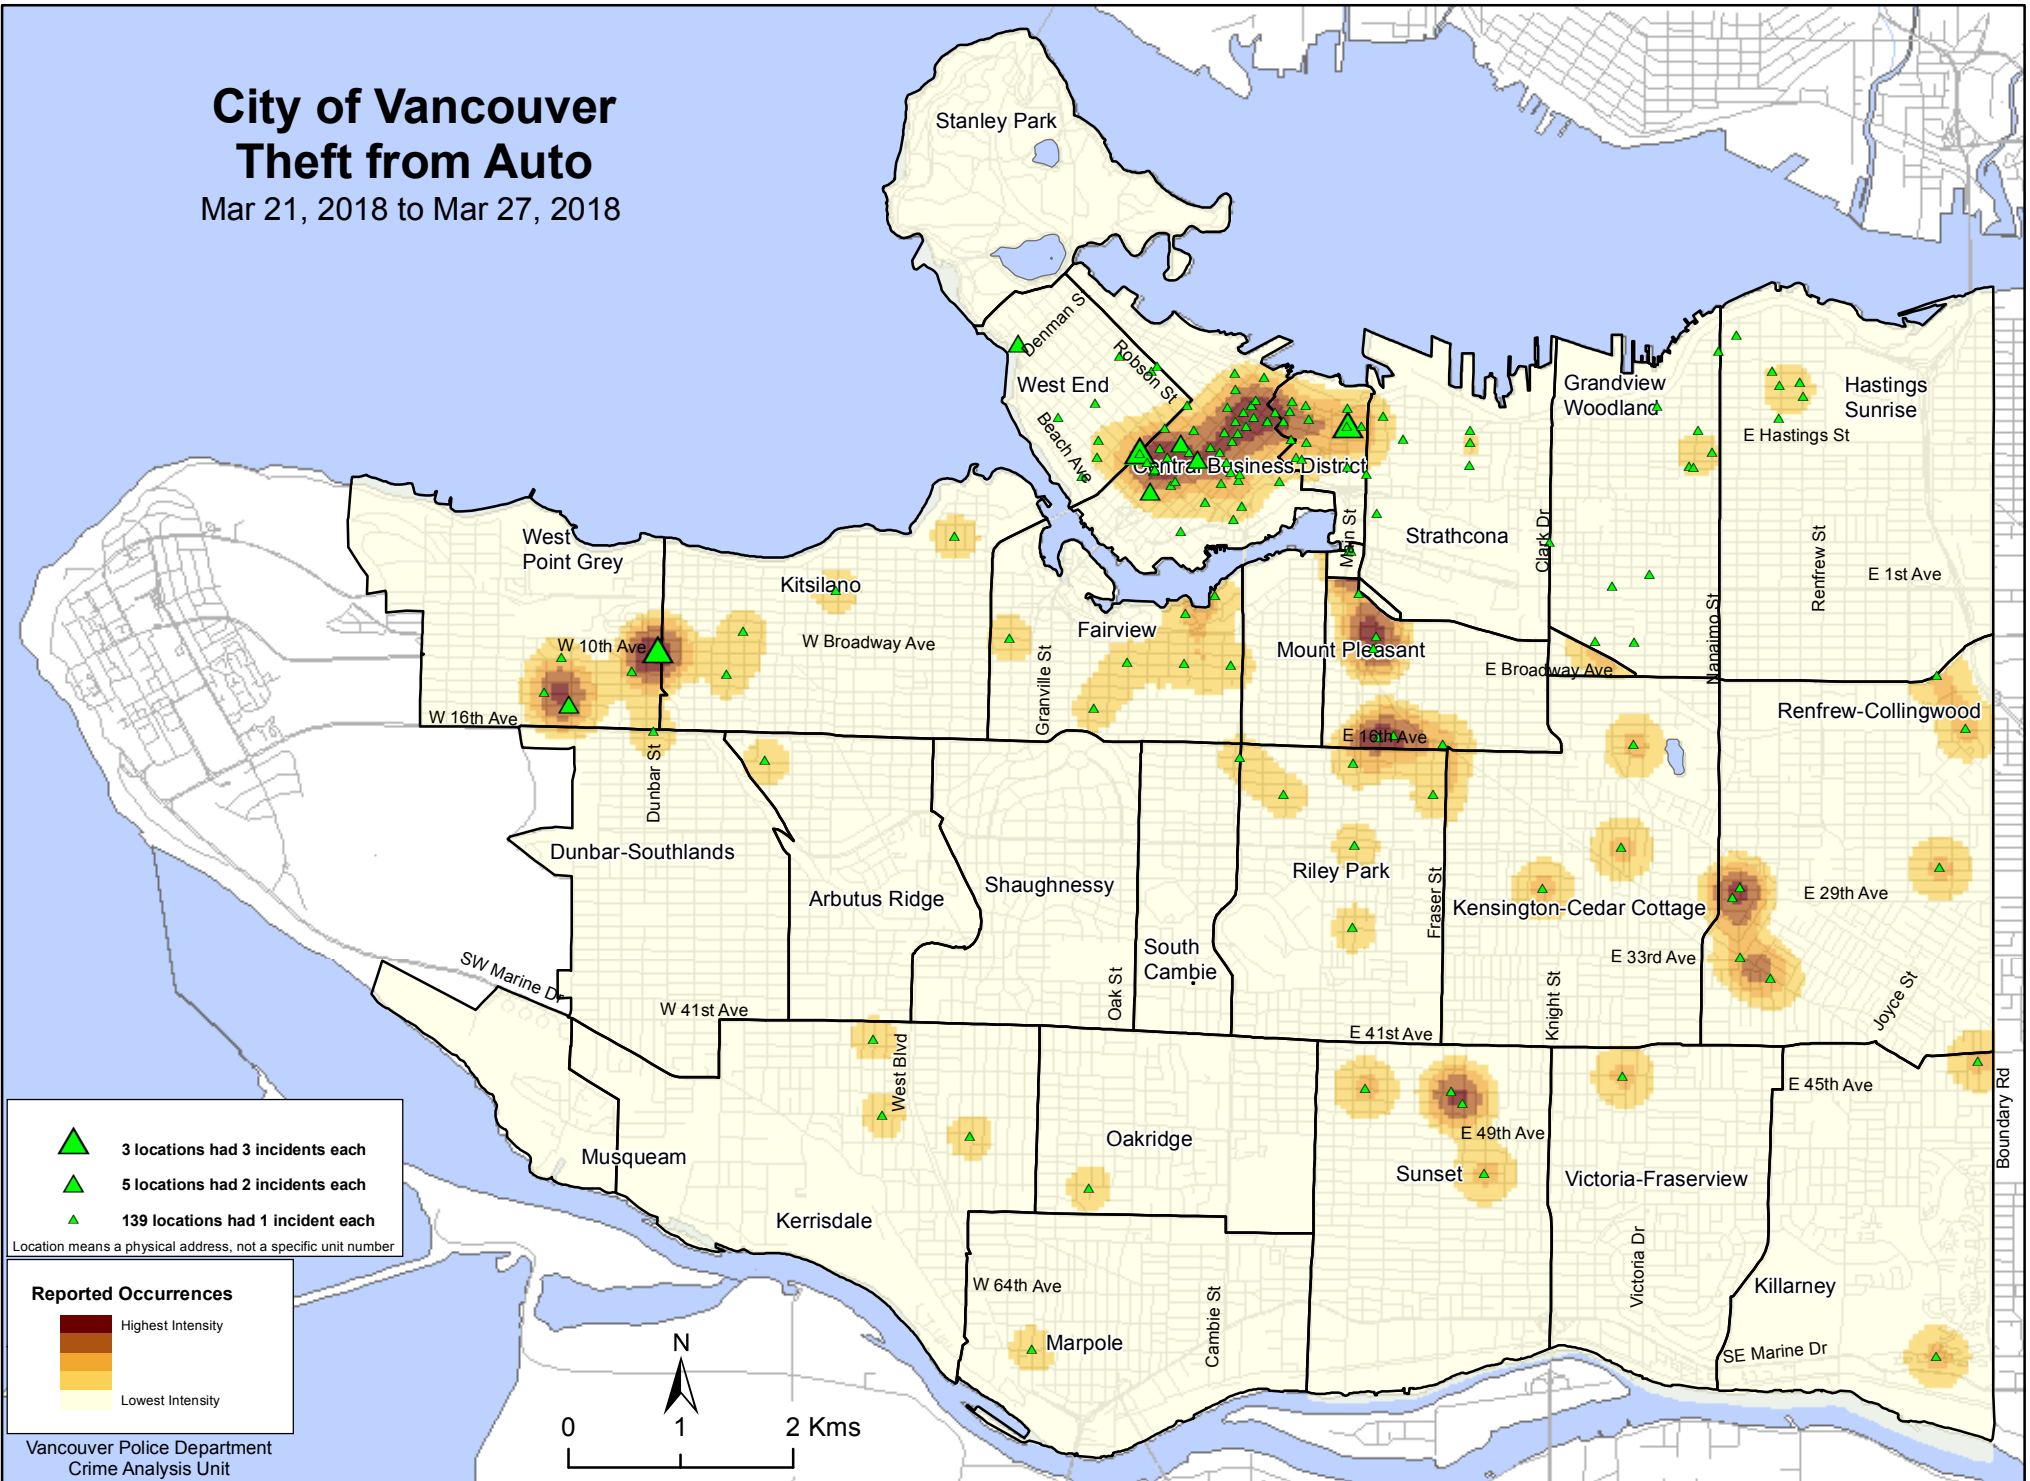 City of Vancouver
Theft from Auto
Mar 21, 2018 to Mar 27, 2018
Stanley Park
Denman S
Robson St
West End
Beach Ave
Central Business District
Grandview
Woodland
Hastings
Sunrise
E Hastings St
Main St
Strathcona
Clark Dr
Nanaimo St
Renfrew St
E 1st Ave
West
Point Grey
Kitsilano
W 10th Ave
W Broadway Ave
Fairview
Granville St
Mount Pleasant
E Broadway Ave
W 16th Ave
E 16th Ave
Renfrew-Collingwood
Dunbar St
Dunbar-Southlands
Arbutus Ridge
Shaughnessy
South
Cambie
Oak St
Riley Park
Fraser St
Kensington-Cedar Cottage
E 29th Ave
E 33rd Ave
Knight St
Joyce St
SW Marine Dr
W 41st Ave
E 41st Ave
West Blvd
E 45th Ave
Boundary Rd
E 49th Ave
Musqueam
Oakridge
Sunset
Victoria-Fraserview
Kerrisdale
Victoria Dr
Killarney
W 64th Ave
Cambie St
Marpole
SE Marine Dr
3 locations had 3 incidents each
5 locations had 2 incidents each
139 locations had 1 incident each
Location means a physical address, not a specific unit number
Reported Occurrences
Highest Intensity
Lowest Intensity
Vancouver Police Department
Crime Analysis Unit
N
0 1 2 Kms